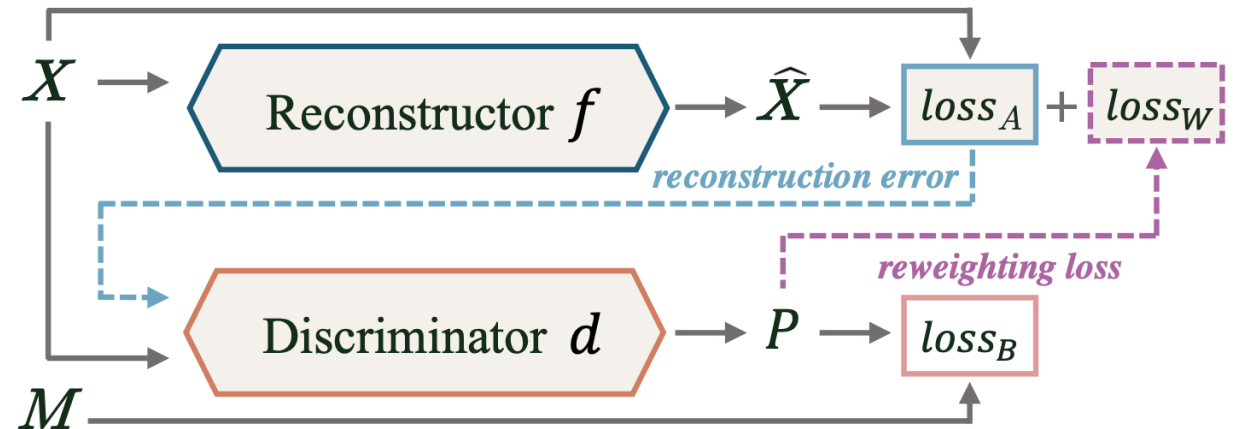 X
Reconstructor f
X̂
loss_A
+
loss_W
reconstruction error
reweighting loss
Discriminator d
P
loss_B
M